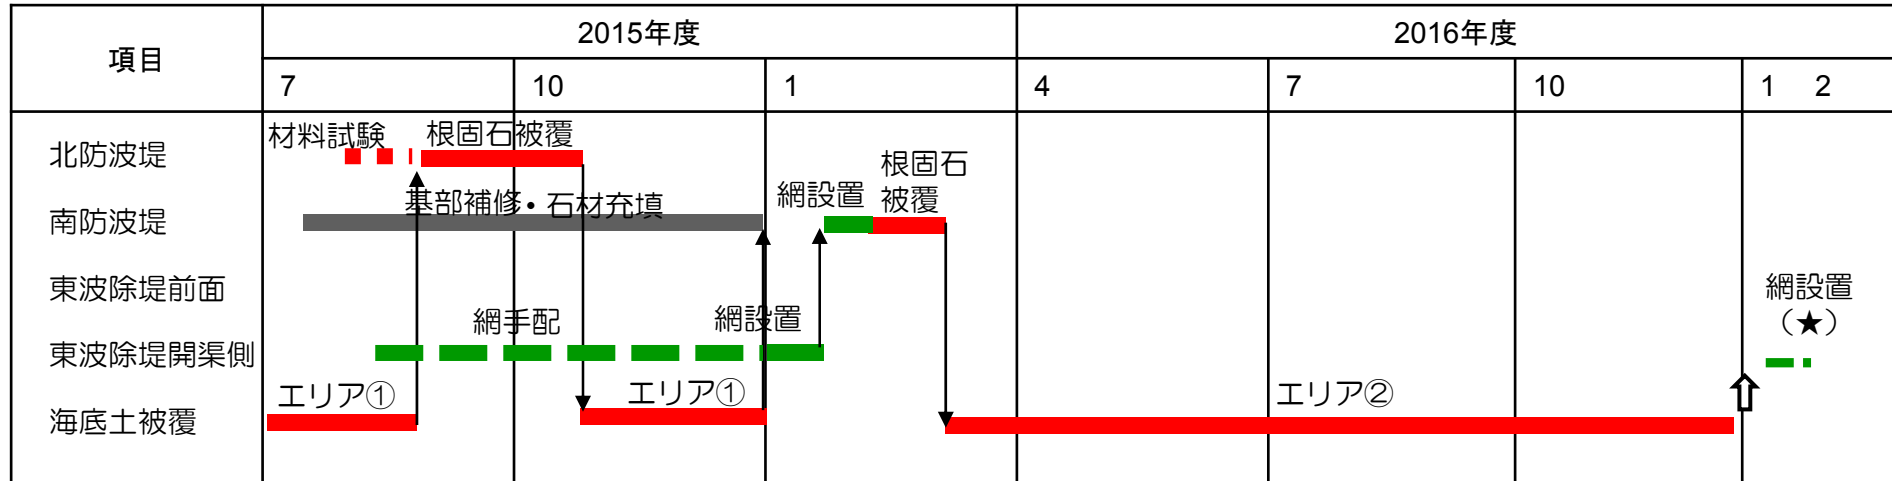 項目
2015年度
2016年度
7
10
1
4
7
10
1 2
北防波堤
材料試験
根固石被覆
南防波堤
基部補修・石材充填
網設置
根固石
被覆
東波除堤前面
網設置
（★）
東波除堤開渠側
網手配
網設置
海底土被覆
エリア①
エリア①
エリア②